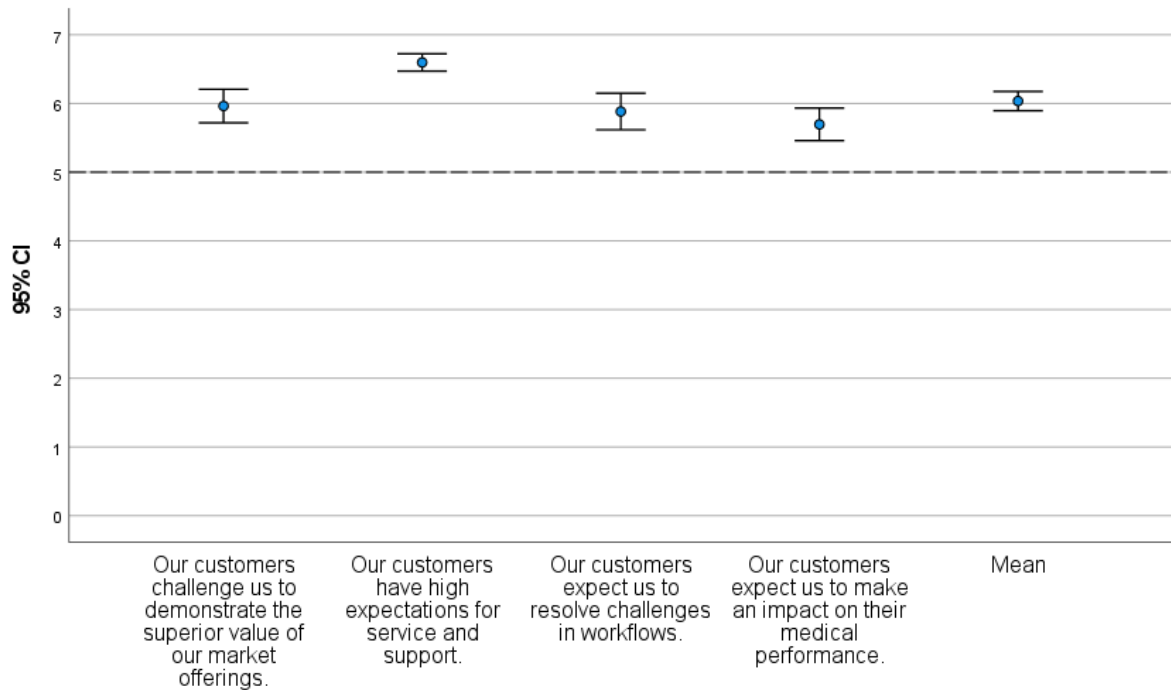 7
6
5
4
3
2
1
0
95% CI
Our customers
challenge us to
demonstrate the
superior value of
our market
offerings.
Our customers
have high
expectations for
service and
support.
Our customers
expect us to
resolve challenges
in workflows.
Our customers
expect us to make
an impact on their
medical
performance.
Mean